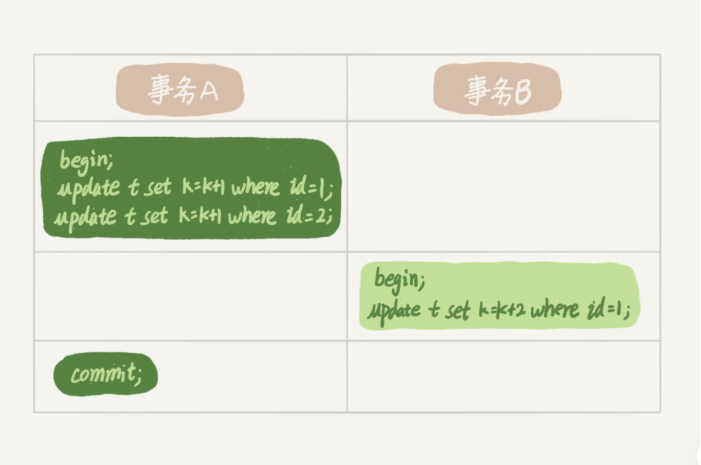 事务A
事务B
begin;
update t set k=k+1 where id=1;
update t set k=k+1 where id=2;
begin;
update t set k=k+2 where id=1;
commit;